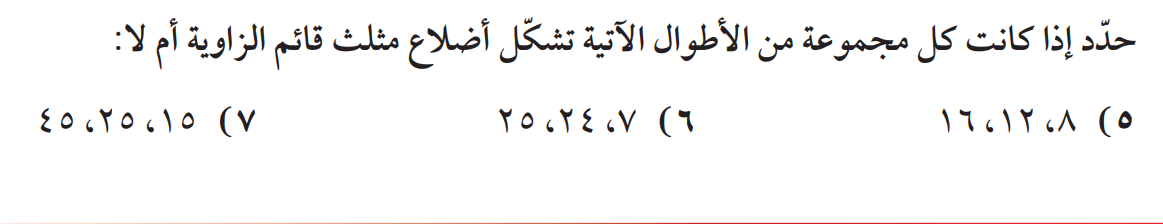 حدّد إذا كانت كل مجموعة من الأطوال الآتية تشكّل أضلاع مثلث قائم الزاوية أم لا:
٥) ٨، ١٢، ١٦ ٦) ٧، ٢٤، ٢٥ ٧) ١٥، ٢٥، ٤٥